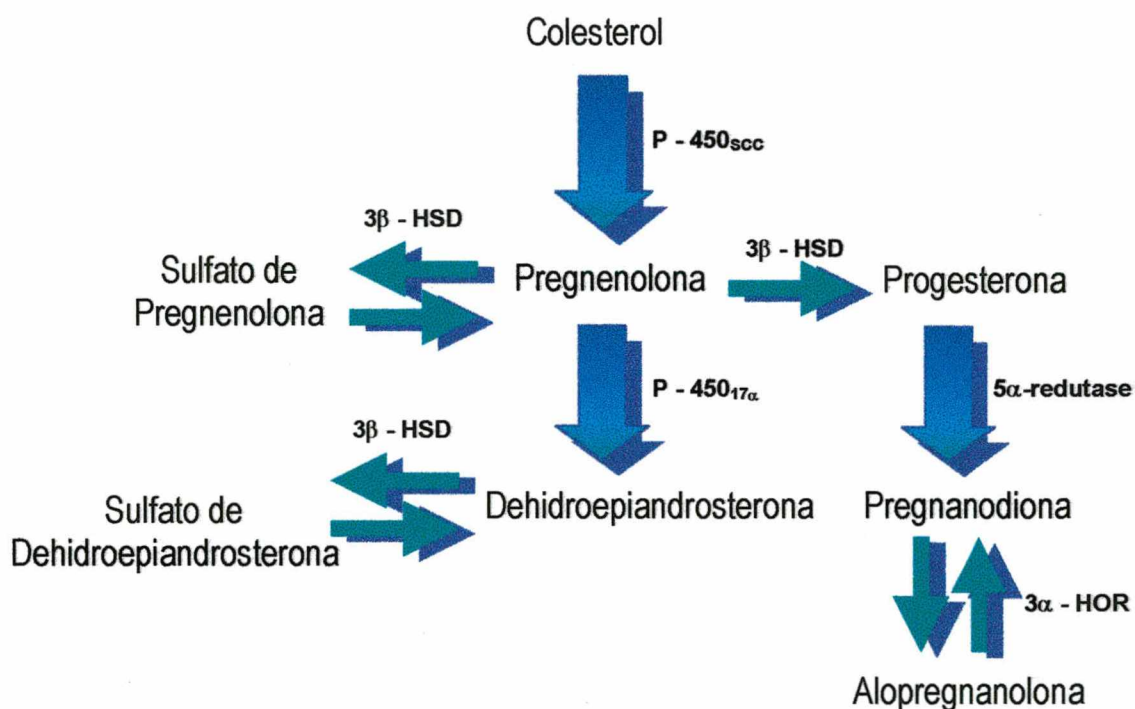 Colesterol
P - 450scc
3β - HSD
3β - HSD
Sulfato de
Pregnenolona
Pregnenolona
Progesterona
P - 450₁₇α
5α-redutase
3β - HSD
Sulfato de
Dehidroepiandrosterona
Dehidroepiandrosterona
Pregnanodiona
3α - HOR
Alopregnanolona